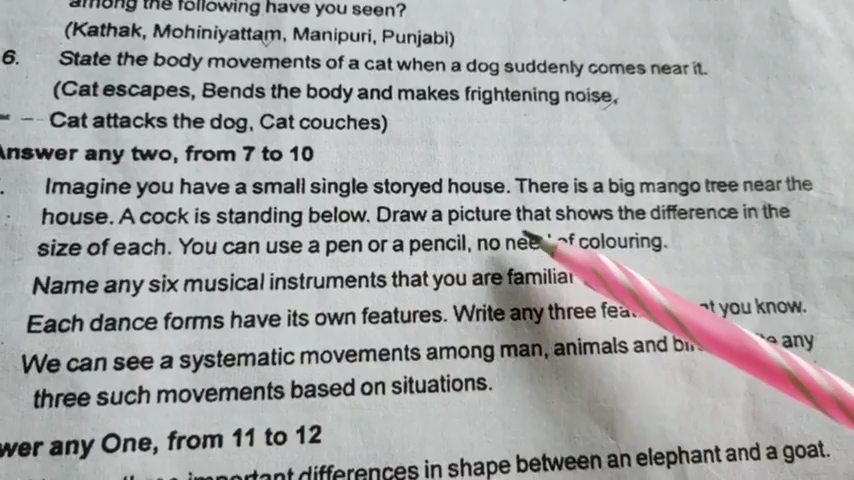 among the following have you seen?
(Kathak, Mohiniyattam, Manipuri, Punjabi)
6. State the body movements of a cat when a dog suddenly comes near it.
(Cat escapes, Bends the body and makes frightening noise,
Cat attacks the dog, Cat couches)
Answer any two, from 7 to 10
Imagine you have a small single storyed house. There is a big mango tree near the
house. A cock is standing below. Draw a picture that shows the difference in the
size of each. You can use a pen or a pencil, no need of colouring.
Name any six musical instruments that you are familiar
Each dance forms have its own features. Write any three you know.
We can see a systematic movements among man, animals and any
three such movements based on situations.
any One, from 11 to 12
important differences in shape between an elephant and a goat.